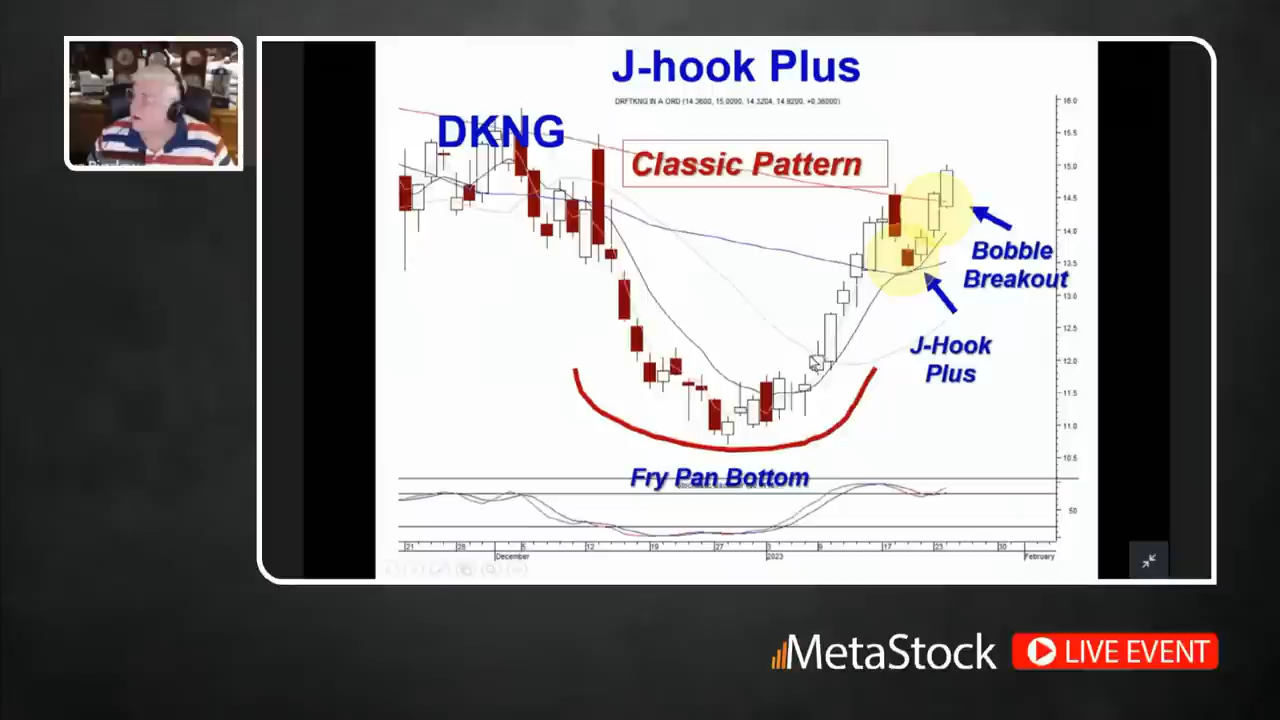 J-hook Plus
DRFTKNG IN A ORD (14.3600, 15.0000, 14.3204, 14.9200, +0.36000)
DKNG
Classic Pattern
16.0
15.5
15.0
14.5
14.0
13.5
13.0
12.5
12.0
11.5
11.0
10.5
50
Bobble
Breakout
J-Hook
Plus
Fry Pan Bottom
21
28
5
12
19
27
3
9
17
23
30
December
2023
February
MetaStock
LIVE EVENT